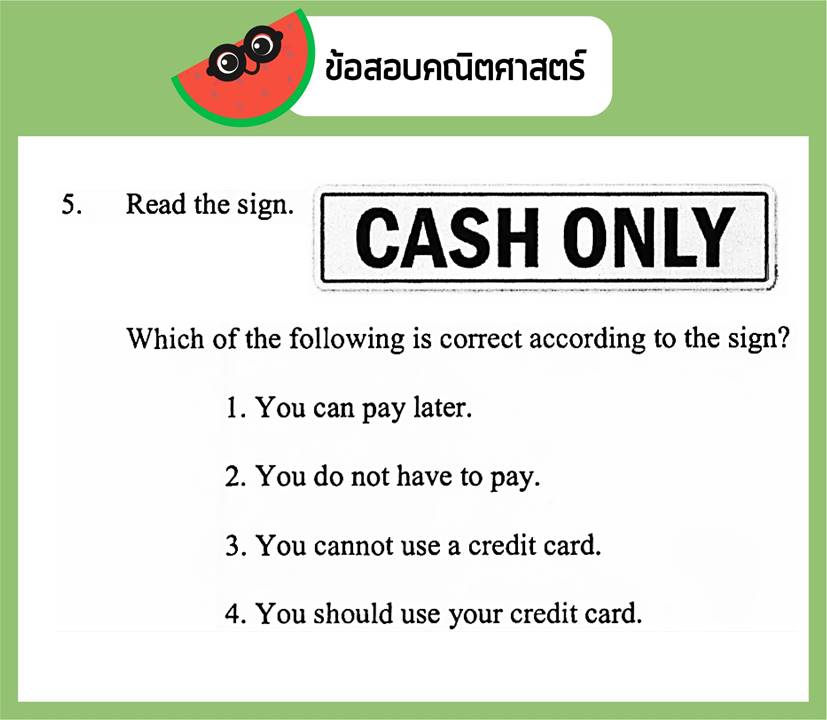 ข้อสอบคณิตศาสตร์
5. Read the sign.
CASH ONLY
Which of the following is correct according to the sign?
1. You can pay later.
2. You do not have to pay.
3. You cannot use a credit card.
4. You should use your credit card.